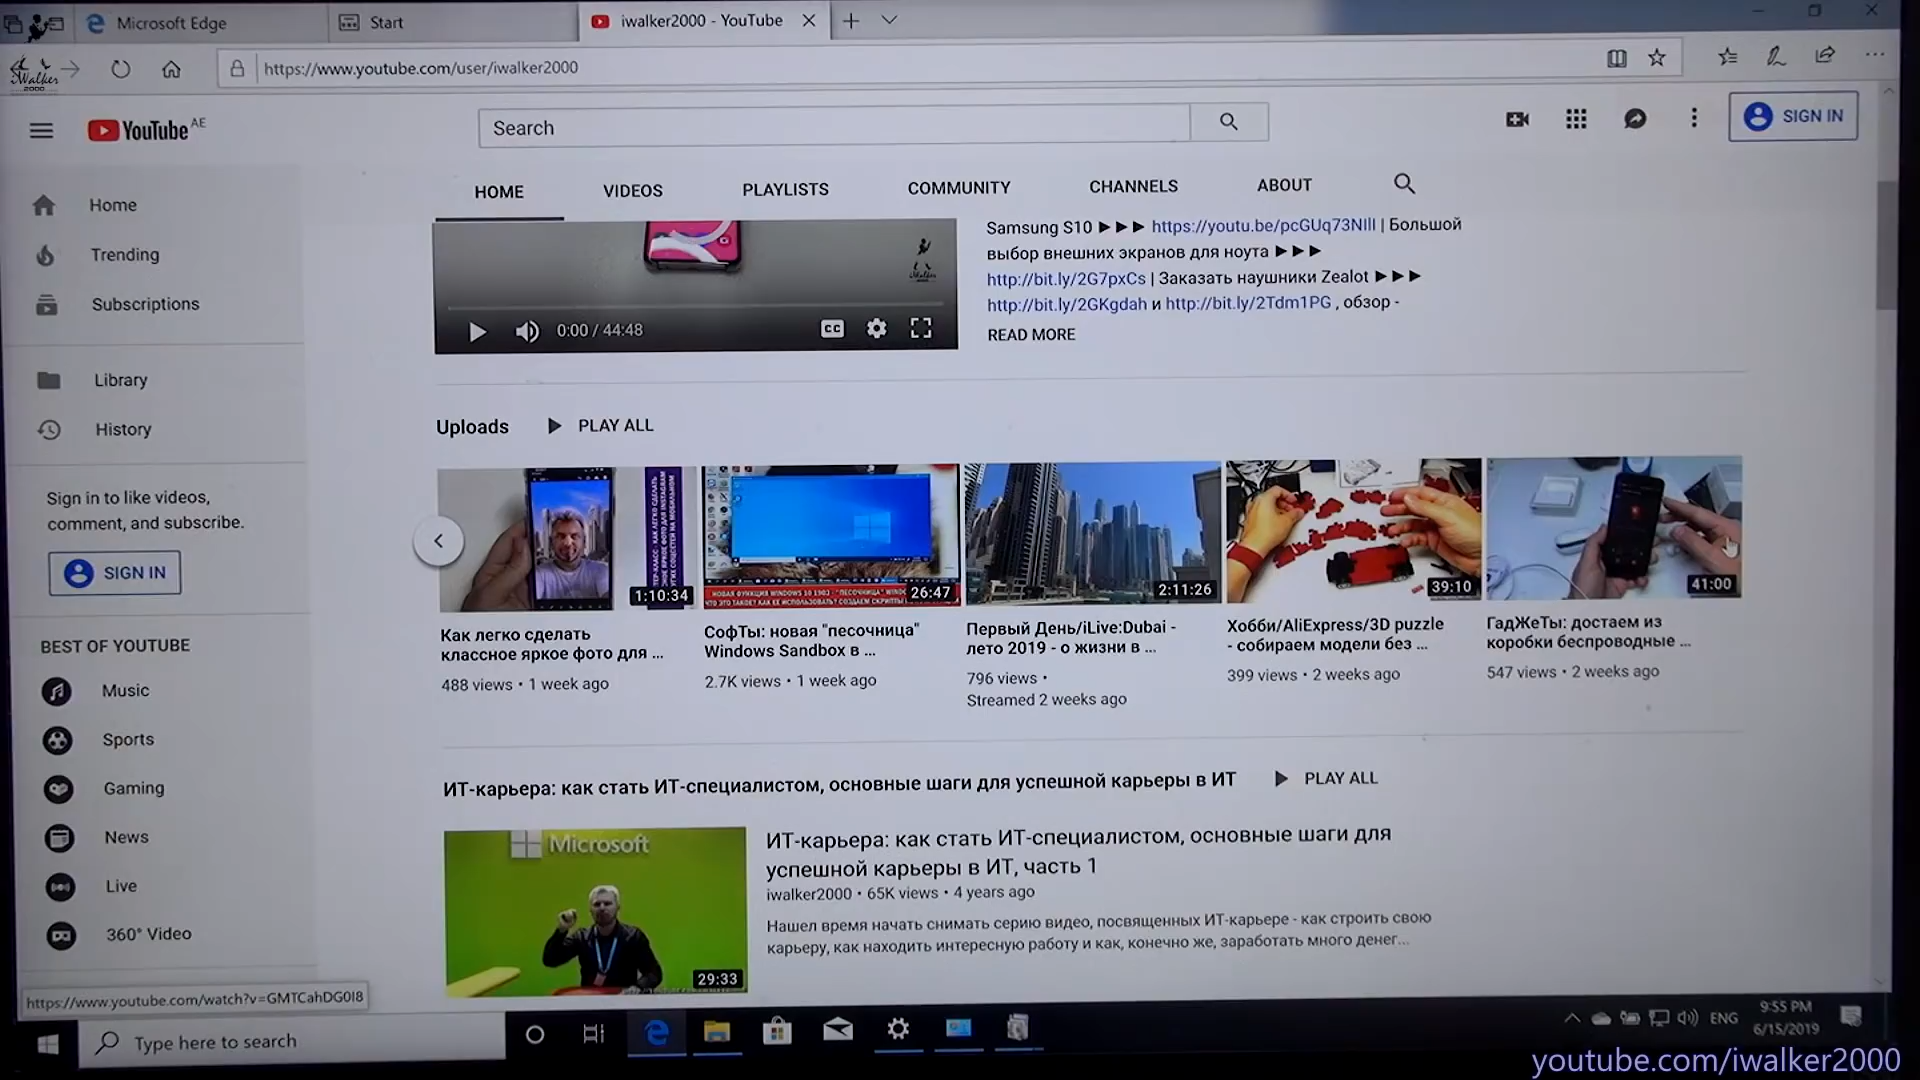 Microsoft Edge
Start
iwalker2000 - YouTube
iWalker
2000
https://www.youtube.com/user/iwalker2000
YouTube AE
Search
SIGN IN
HOME
VIDEOS
PLAYLISTS
COMMUNITY
CHANNELS
ABOUT
Home
Trending
Subscriptions
Library
History
Sign in to like videos,
comment, and subscribe.
SIGN IN
BEST OF YOUTUBE
Music
Sports
Gaming
News
Live
360° Video
0:00 / 44:48
CC
Samsung S10 ►►► https://youtu.be/pcGUq73NIll | Большой
выбор внешних экранов для ноута ►►►
http://bit.ly/2G7pxCs | Заказать наушники Zealot ►►►
http://bit.ly/2GKgdah и http://bit.ly/2Tdm1PG , обзор -
READ MORE
Uploads
PLAY ALL
1:10:34
26:47
2:11:26
39:10
41:00
Как легко сделать
классное яркое фото для ...
488 views • 1 week ago
СофТы: новая "песочница"
Windows Sandbox в ...
2.7K views • 1 week ago
Первый День/iLive:Dubai -
лето 2019 - о жизни в ...
796 views •
Streamed 2 weeks ago
Хобби/AliExpress/3D puzzle
- собираем модели без ...
399 views • 2 weeks ago
ГадЖеТы: достаем из
коробки беспроводные ...
547 views • 2 weeks ago
ИТ-карьера: как стать ИТ-специалистом, основные шаги для успешной карьеры в ИТ
PLAY ALL
Microsoft
29:33
ИТ-карьера: как стать ИТ-специалистом, основные шаги для
успешной карьеры в ИТ, часть 1
iwalker2000 • 65K views • 4 years ago
Нашел время начать снимать серию видео, посвященных ИТ-карьере - как строить свою
карьеру, как находить интересную работу и как, конечно же, заработать много денег...
https://www.youtube.com/watch?v=GMTCahDG0I8
Type here to search
ENG
9:55 PM
6/15/2019
youtube.com/iwalker2000